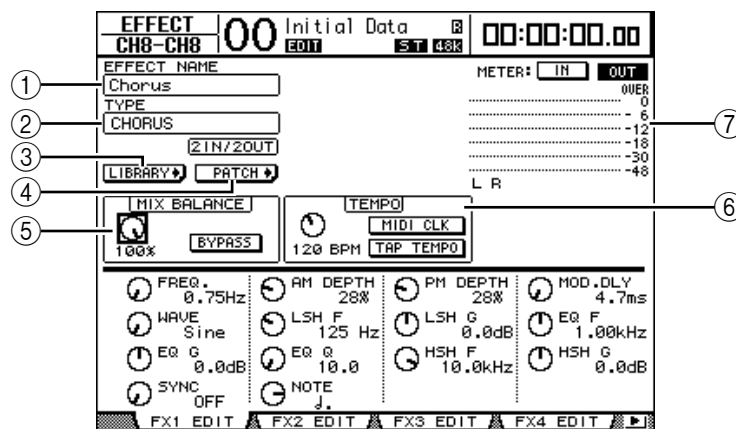 EFFECT
CH8-CH8
00 Initial Data R
EDIT ST 48k
00:00:00.00
EFFECT NAME
Chorus
TYPE
CHORUS
2IN/2OUT
LIBRARY PATCH
METER: IN OUT
OVER
0
- 6
-12
-18
-30
-48
L R
MIX BALANCE
100% BYPASS
TEMPO
MIDI CLK
120 BPM TAP TEMPO
FREQ. 0.75Hz AM DEPTH 28% PM DEPTH 28% MOD.DLY 4.7ms
WAVE Sine LSH F 125 Hz LSH G 0.0dB EQ F 1.00kHz
EQ G 0.0dB EQ Q 10.0 HSH F 10.0kHz HSH G 0.0dB
SYNC OFF NOTE
FX1 EDIT FX2 EDIT FX3 EDIT FX4 EDIT
1
2
3
4
5
6
7